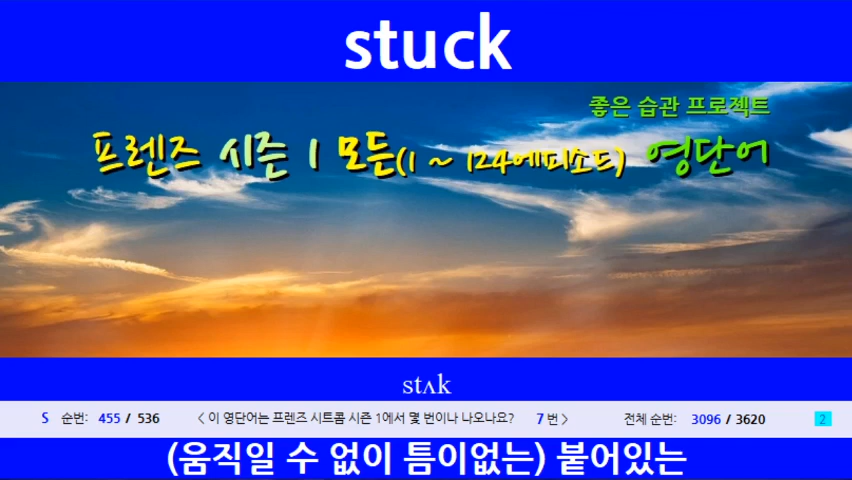 stuck
좋은 습관 프로젝트
프렌즈 시즌 1 모든(1 ~ 124에피소드) 영단어
stʌk
S 순번: 455 / 536 < 이 영단어는 프렌즈 시트콤 시즌 1에서 몇 번이나 나오나요? 7 번 > 전체 순번: 3096 / 3620 2
(움직일 수 없이 틈이없는) 붙어있는